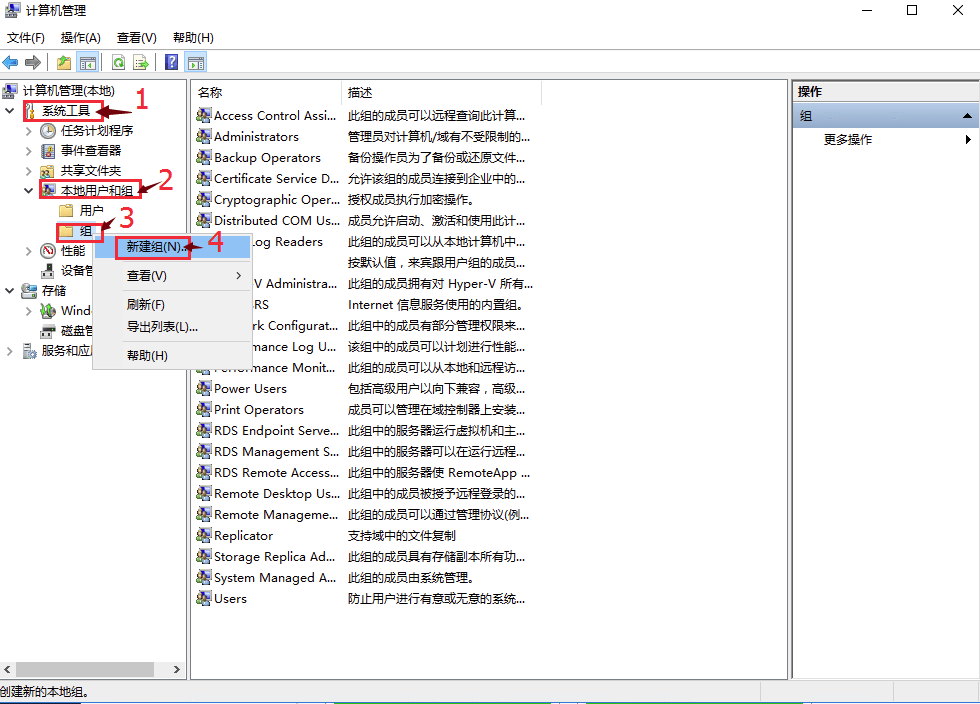 计算机管理
文件(F) 操作(A) 查看(V) 帮助(H)
计算机管理(本地)
系统工具
1
任务计划程序
事件查看器
共享文件夹
本地用户和组
2
用户
组
3
性能
设备管
存储
Wind
磁盘管
服务和应
新建组(N)...
4
查看(V)
刷新(F)
导出列表(L)...
帮助(H)
名称 描述
Access Control Assi... 此组的成员可以远程查询此计算...
Administrators 管理员对计算机/域有不受限制的...
Backup Operators 备份操作员为了备份或还原文件...
Certificate Service D... 允许该组的成员连接到企业中的...
Cryptographic Oper... 授权成员执行加密操作。
Distributed COM Us... 成员允许启动、激活和使用此计...
Log Readers 此组的成员可以从本地计算机中...
按默认值，来宾跟用户组的成员...
V Administra... 此组的成员拥有对 Hyper-V 所有...
RS Internet 信息服务使用的内置组。
rk Configurat... 此组中的成员有部分管理权限来...
mance Log U... 该组中的成员可以计划进行性能...
Performance Monit... 此组的成员可以从本地和远程访...
Power Users 包括高级用户以向下兼容，高级...
Print Operators 成员可以管理在域控制器上安装...
RDS Endpoint Serve... 此组中的服务器运行虚拟机和主...
RDS Management S... 此组中的服务器可以在运行远程...
RDS Remote Access... 此组中的服务器使 RemoteApp ...
Remote Desktop Us... 此组中的成员被授予远程登录的...
Remote Manageme... 此组的成员可以通过管理协议(例...
Replicator 支持域中的文件复制
Storage Replica Ad... 此组的成员具有存储副本所有功...
System Managed A... 此组的成员由系统管理。
Users 防止用户进行有意或无意的系统...
操作
组
更多操作
创建新的本地组。